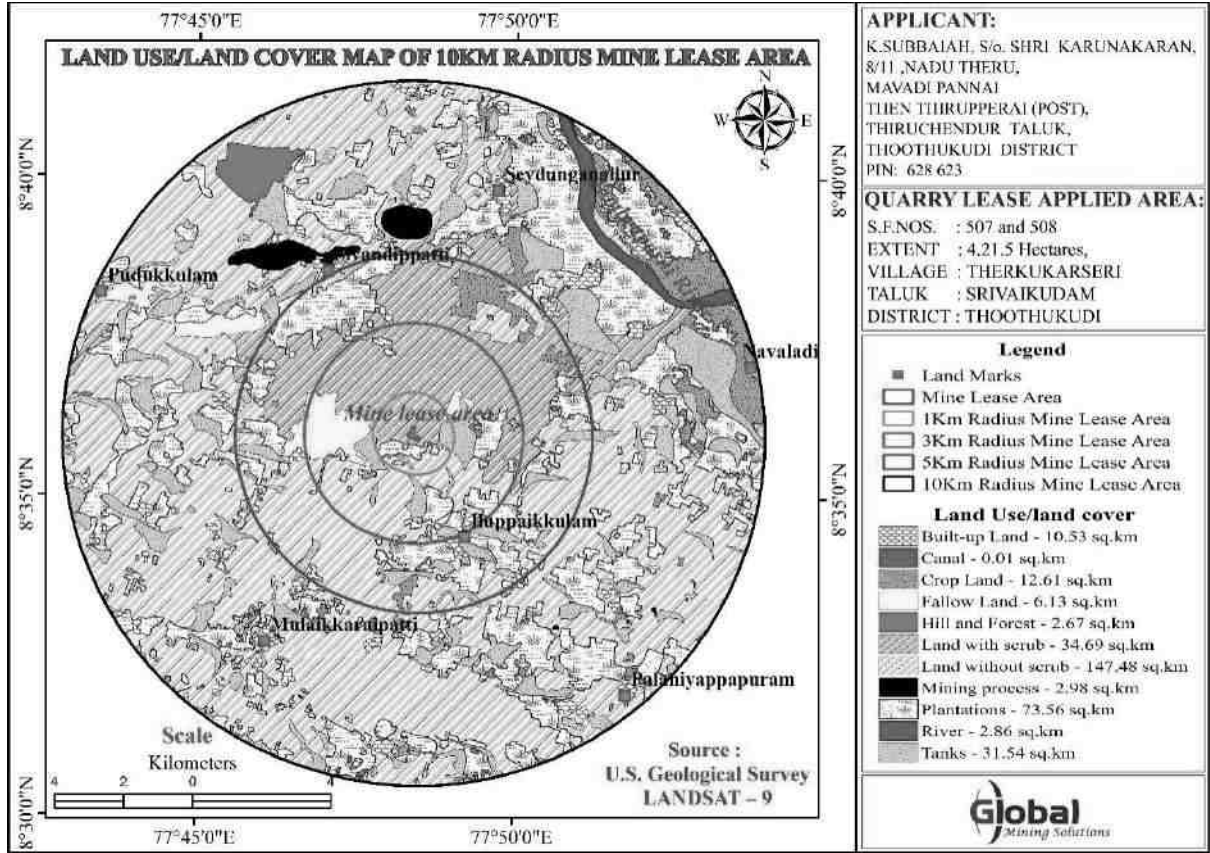 77°45'0"E
77°50'0"E
LAND USE/LAND COVER MAP OF 10KM RADIUS MINE LEASE AREA
N
W
E
S
8°40'0"N
8°40'0"N
Seydunganallur
Pudukkulam
Navaladi
Mine lease area
8°35'0"N
8°35'0"N
Iluppaikkulam
Mulaikkaraipatti
Palaniyappapuram
Scale
Kilometers
4 2 0 4
Source :
U.S. Geological Survey
LANDSAT – 9
8°30'0"N
77°45'0"E
77°50'0"E
APPLICANT:
K.SUBBAIAH, S/o. SHRI KARUNAKARAN,
8/11 ,NADU THERU,
MAVADI PANNAI
THEN THIRUPPERAI (POST),
THIRUCHENDUR TALUK,
THOOTHUKUDI DISTRICT
PIN: 628 623
QUARRY LEASE APPLIED AREA:
S.F.NOS. : 507 and 508
EXTENT : 4.21.5 Hectares,
VILLAGE : THERKUKARSERI
TALUK : SRIVAIKUDAM
DISTRICT : THOOTHUKUDI
Legend
Land Marks
Mine Lease Area
1Km Radius Mine Lease Area
3Km Radius Mine Lease Area
5Km Radius Mine Lease Area
10Km Radius Mine Lease Area
Land Use/land cover
Built-up Land - 10.53 sq.km
Canal - 0.01 sq.km
Crop Land - 12.61 sq.km
Fallow Land - 6.13 sq.km
Hill and Forest - 2.67 sq.km
Land with scrub - 34.69 sq.km
Land without scrub - 147.48 sq.km
Mining process - 2.98 sq.km
Plantations - 73.56 sq.km
River - 2.86 sq.km
Tanks - 31.54 sq.km
Global
Mining Solutions